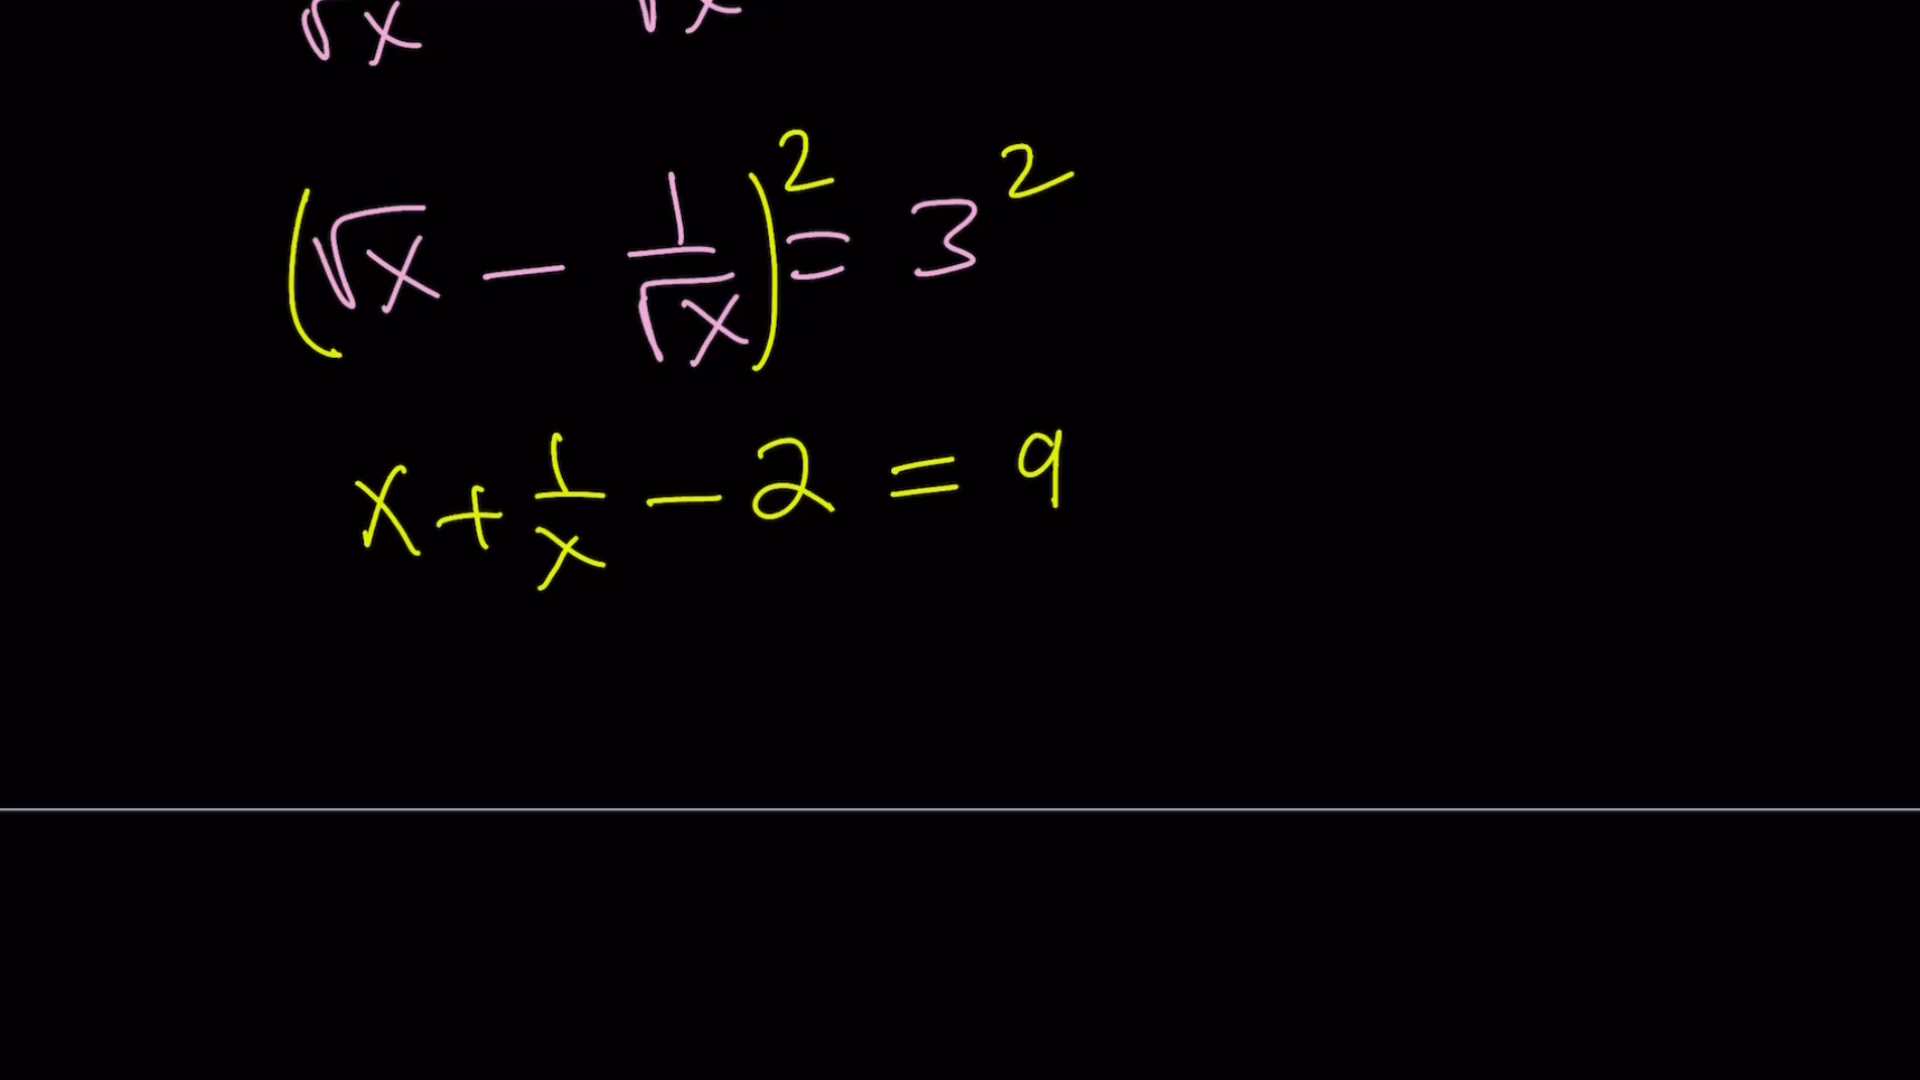 √x √x
(√x - 1/√x)² = 3²
x + 1/x - 2 = 9